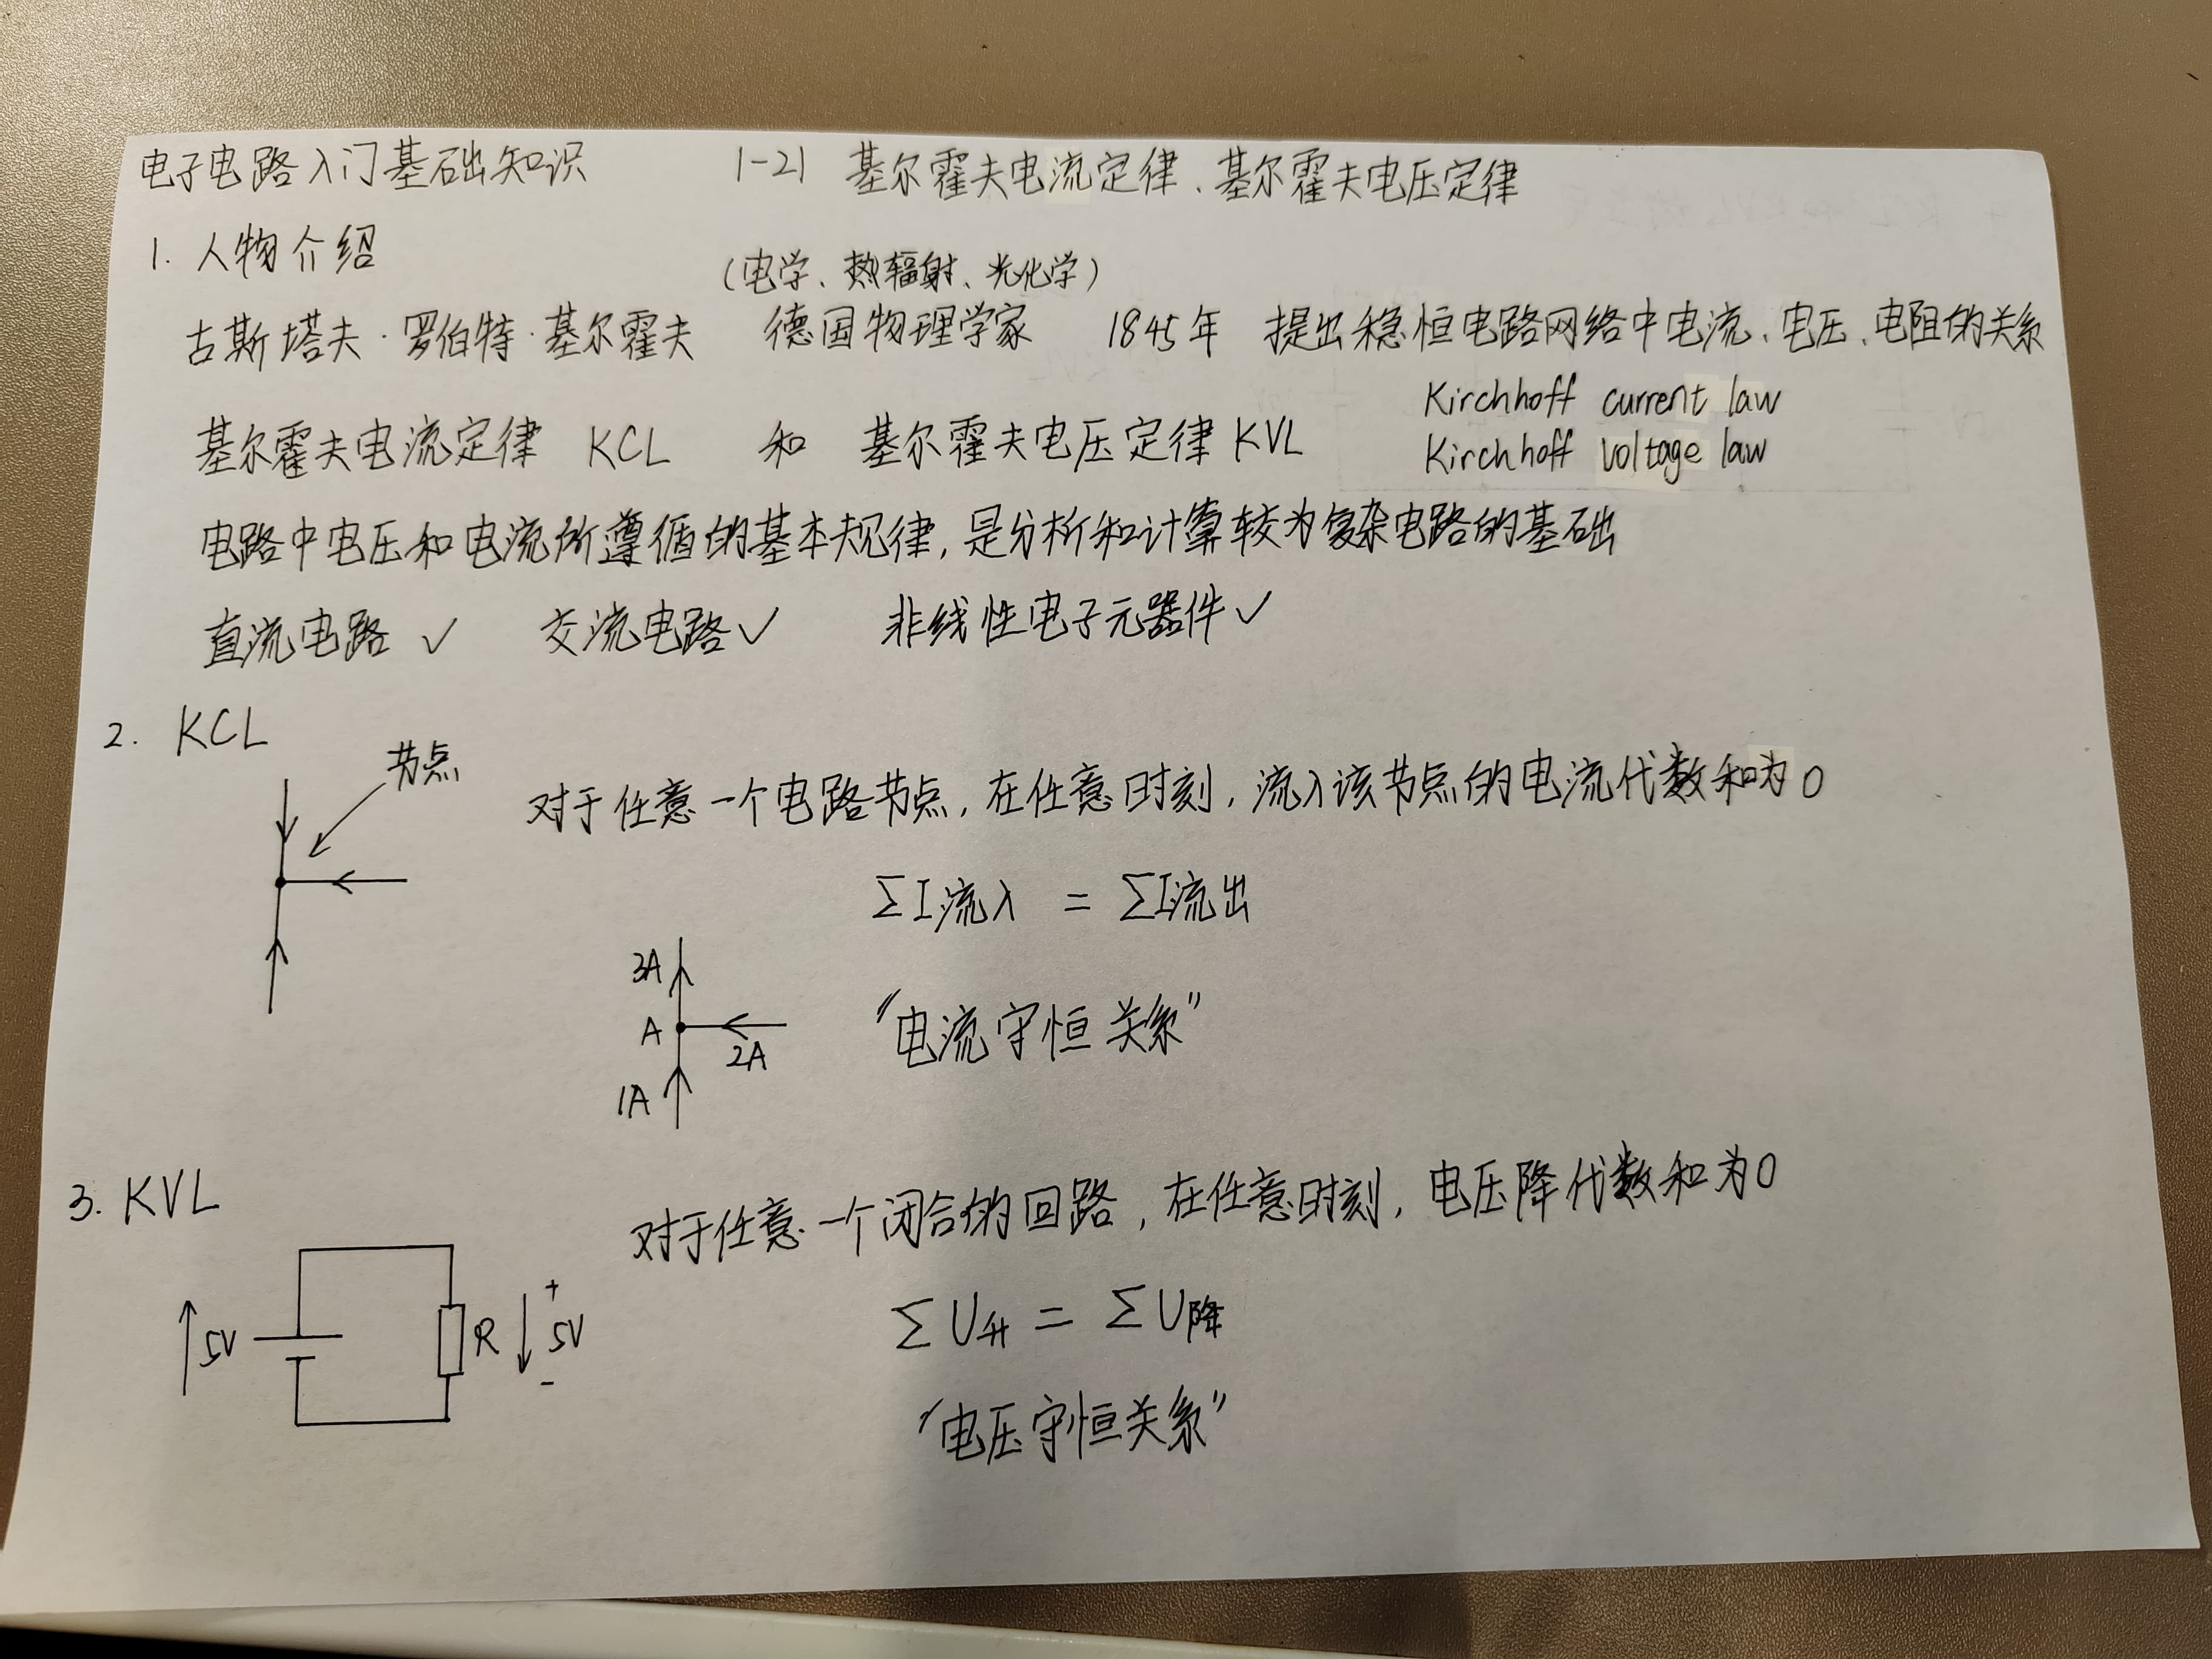 电子电路入门基础知识 1-21 基尔霍夫电流定律、基尔霍夫电压定律
1. 人物介绍
(电学、热辐射、光化学)
古斯塔夫·罗伯特·基尔霍夫 德国物理学家 1845年 提出稳恒电路网络中电流、电压、电阻的关系
Kirchhoff current law
基尔霍夫电流定律 KCL 和 基尔霍夫电压定律 KVL
Kirchhoff voltage law
电路中电压和电流所遵循的基本规律,是分析和计算较为复杂电路的基础
直流电路 ✓ 交流电路 ✓ 非线性电子元器件 ✓
2. KCL
节点
对于任意一个电路节点,在任意时刻,流入该节点的电流代数和为0
ΣI流入 = ΣI流出
3A
A
2A
1A
“电流守恒关系”
3. KVL
对于任意一个闭合的回路,在任意时刻,电压降代数和为0
5V R + 5V -
ΣU升 = ΣU降
“电压守恒关系”